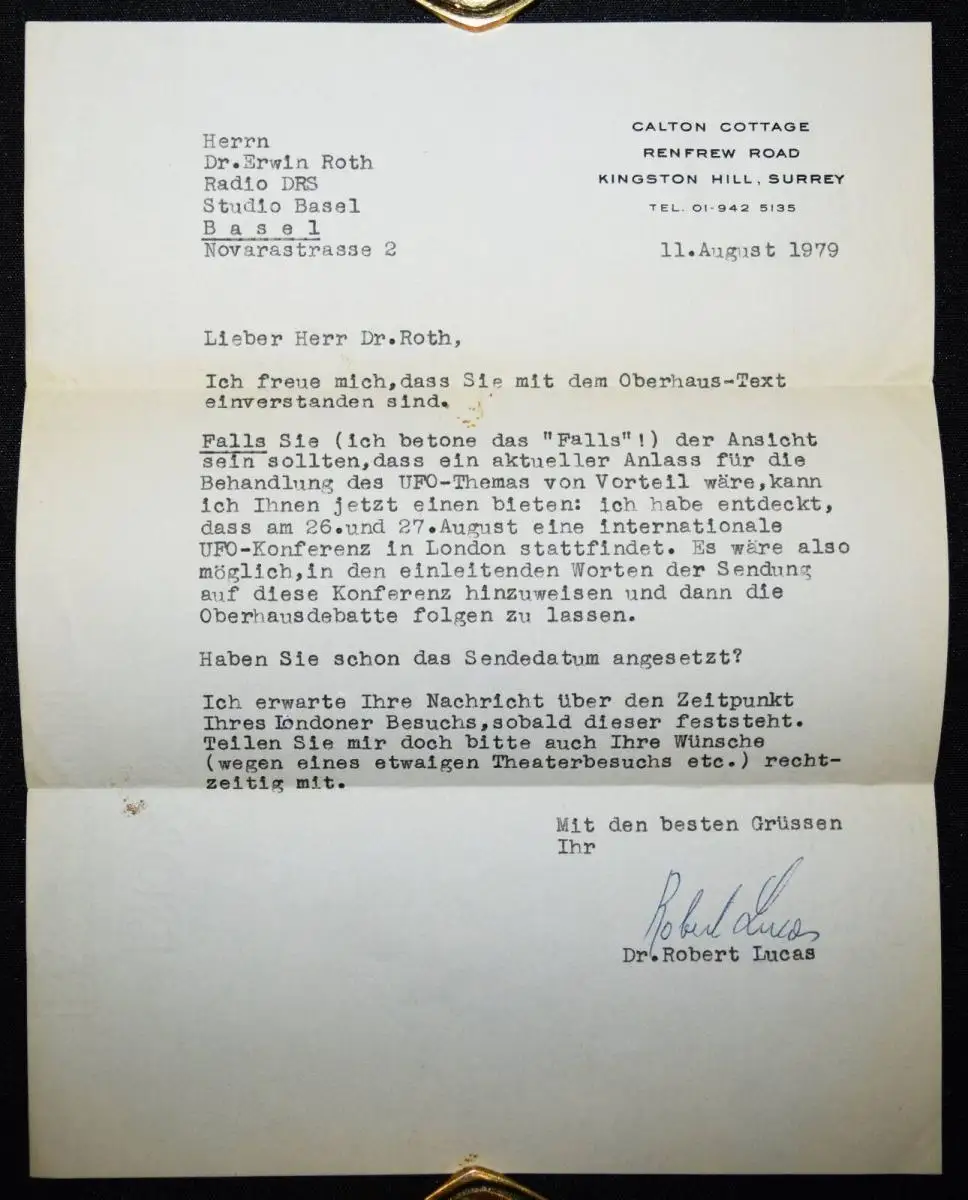 CALTON COTTAGE
RENFREW ROAD
KINGSTON HILL, SURREY
TEL. 01-942 5135
Herrn
Dr.Erwin Roth
Radio DRS
Studio Basel
B a s e l
Novarastrasse 2
11.August 1979
Lieber Herr Dr.Roth,
Ich freue mich,dass Sie mit dem Oberhaus-Text
einverstanden sind.
Falls Sie (ich betone das "Falls"!) der Ansicht
sein sollten,dass ein aktueller Anlass für die
Behandlung des UFO-Themas von Vorteil wäre,kann
ich Ihnen jetzt einen bieten: ich habe entdeckt,
dass am 26.und 27.August eine internationale
UFO-Konferenz in London stattfindet. Es wäre also
möglich,in den einleitenden Worten der Sendung
auf diese Konferenz hinzuweisen und dann die
Oberhausdebatte folgen zu lassen.
Haben Sie schon das Sendedatum angesetzt?
Ich erwarte Ihre Nachricht über den Zeitpunkt
Ihres Londoner Besuchs,sobald dieser feststeht.
Teilen Sie mir doch bitte auch Ihre Wünsche
(wegen eines etwaigen Theaterbesuchs etc.) recht-
zeitig mit.
Mit den besten Grüssen
Ihr
Robert Lucas
Dr.Robert Lucas